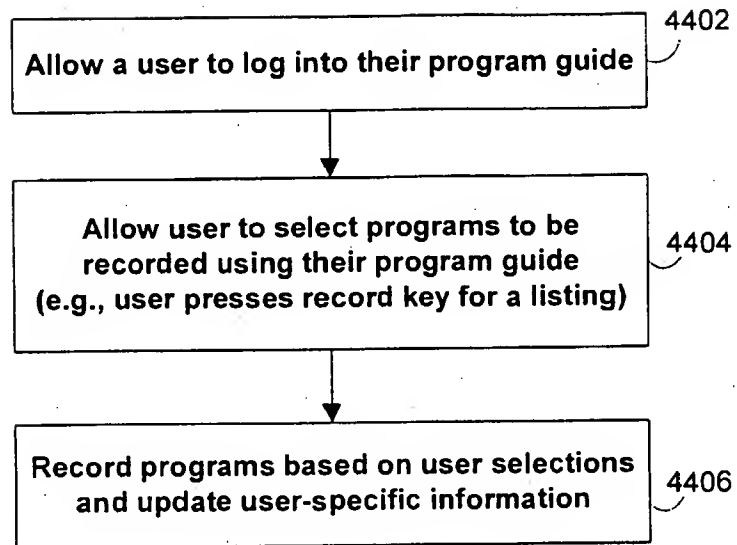 4402
Allow a user to log into their program guide
Allow user to select programs to be
recorded using their program guide
(e.g., user presses record key for a listing)
4404
Record programs based on user selections
and update user-specific information
4406